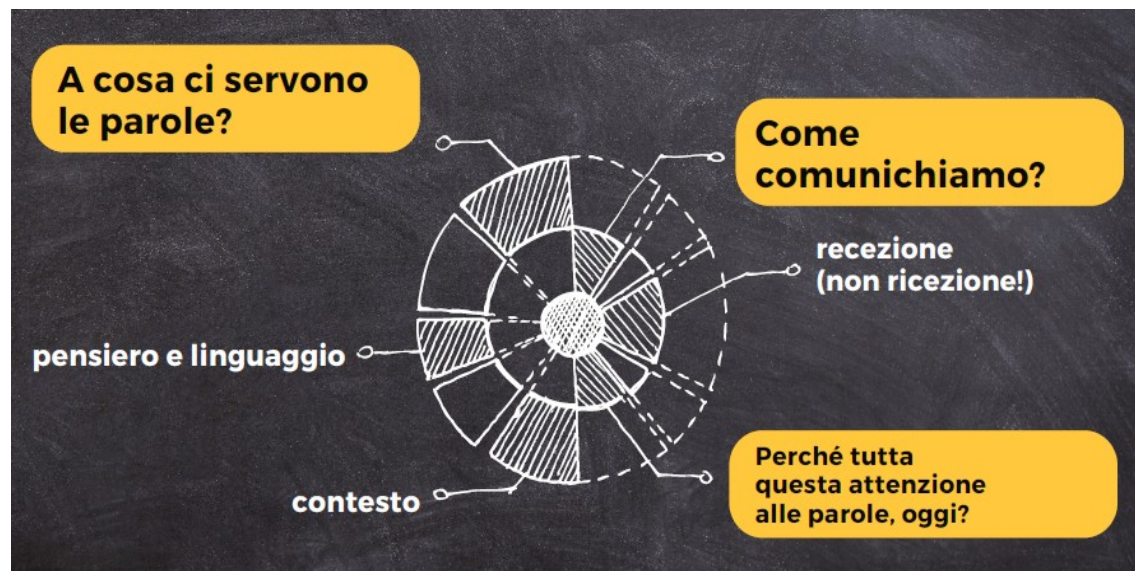 A cosa ci servono
le parole?
Come
comunichiamo?
recezione
(non ricezione!)
pensiero e linguaggio
contesto
Perché tutta
questa attenzione
alle parole, oggi?